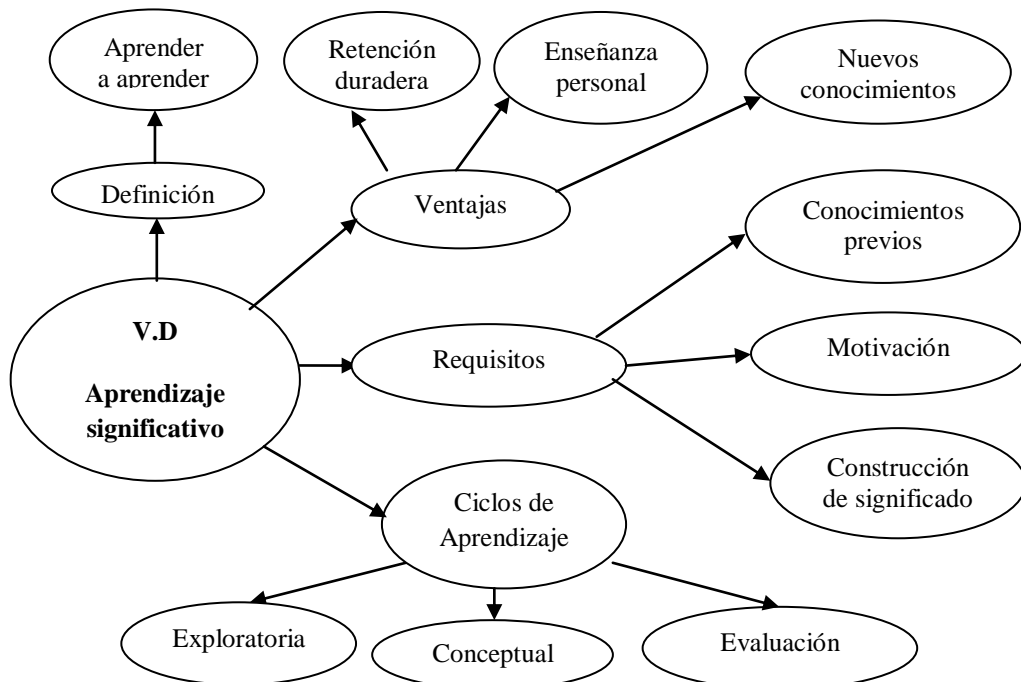 Aprender
a aprender
Retención
duradera
Enseñanza
personal
Nuevos
conocimientos
Definición
Ventajas
Conocimientos
previos
V.D
Aprendizaje
significativo
Requisitos
Motivación
Construcción
de significado
Ciclos de
Aprendizaje
Exploratoria
Conceptual
Evaluación